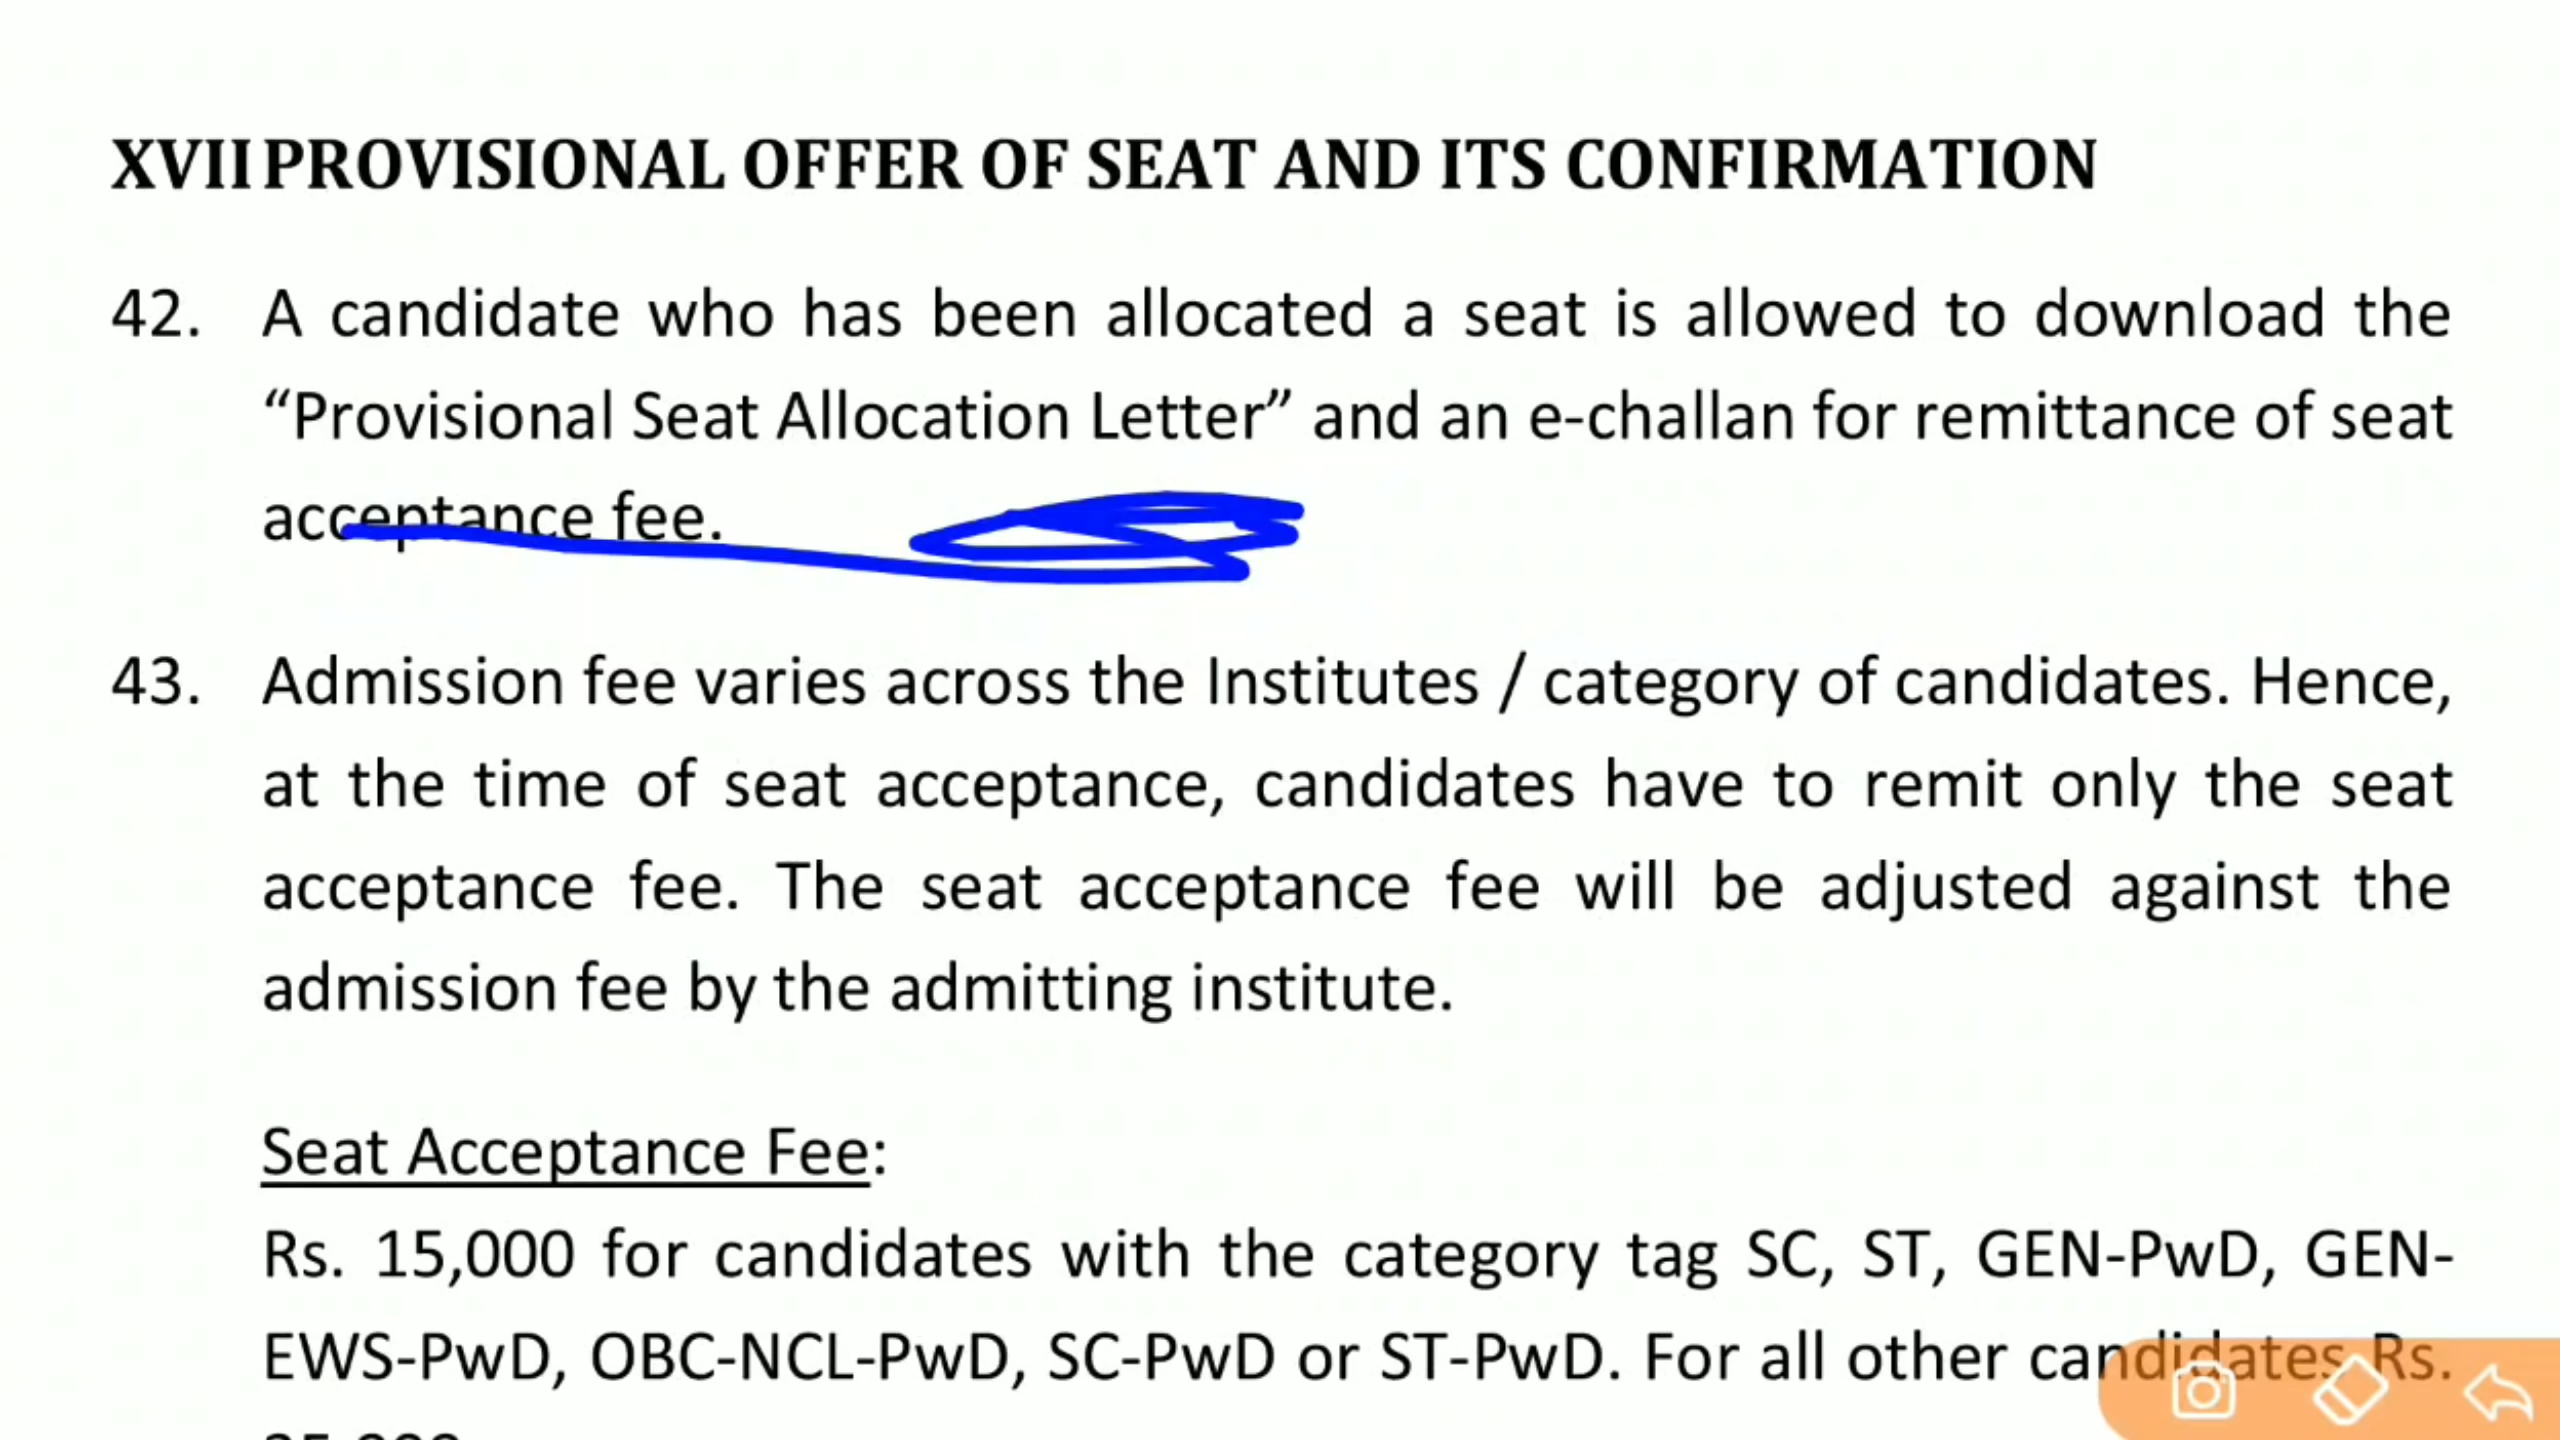 XVII PROVISIONAL OFFER OF SEAT AND ITS CONFIRMATION
42. A candidate who has been allocated a seat is allowed to download the
“Provisional Seat Allocation Letter” and an e-challan for remittance of seat
acceptance fee.
43. Admission fee varies across the Institutes / category of candidates. Hence,
at the time of seat acceptance, candidates have to remit only the seat
acceptance fee. The seat acceptance fee will be adjusted against the
admission fee by the admitting institute.
Seat Acceptance Fee:
Rs. 15,000 for candidates with the category tag SC, ST, GEN-PwD, GEN-
EWS-PwD, OBC-NCL-PwD, SC-PwD or ST-PwD. For all other candidates Rs.